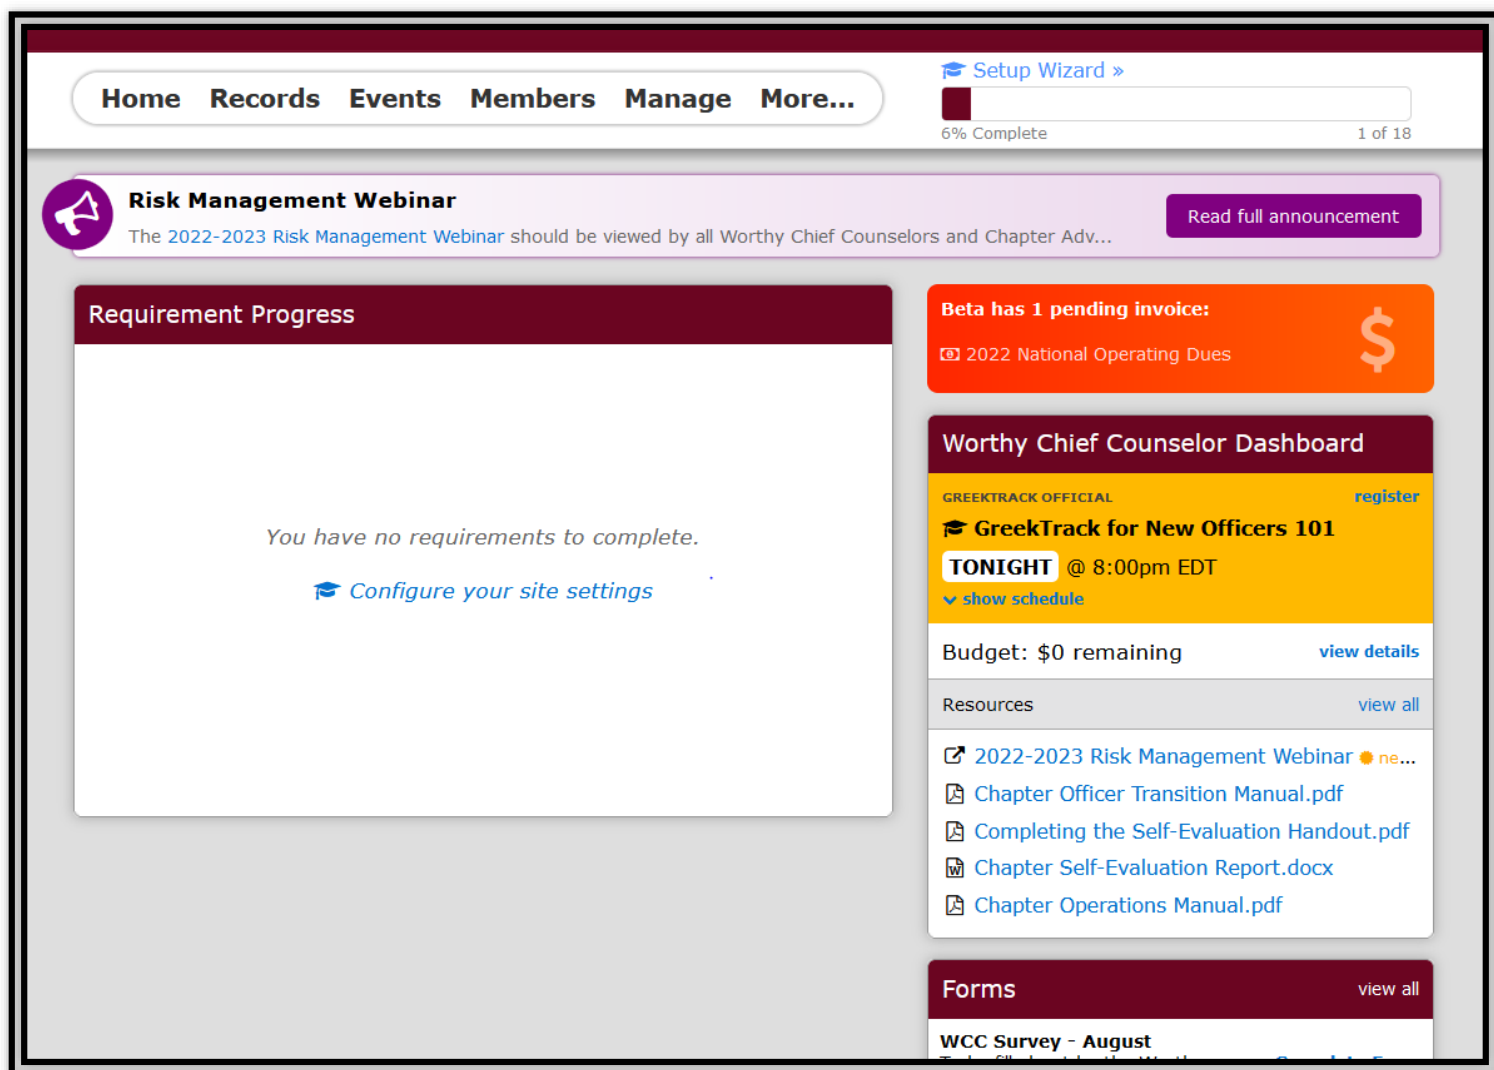 Home Records Events Members Manage More...
Setup Wizard »
6% Complete 1 of 18
Risk Management Webinar
The 2022-2023 Risk Management Webinar should be viewed by all Worthy Chief Counselors and Chapter Adv...
Read full announcement
Requirement Progress
You have no requirements to complete.
Configure your site settings
Beta has 1 pending invoice:
2022 National Operating Dues
$
Worthy Chief Counselor Dashboard
GREEKTRACK OFFICIAL register
GreekTrack for New Officers 101
TONIGHT @ 8:00pm EDT
show schedule
Budget: $0 remaining view details
Resources view all
2022-2023 Risk Management Webinar ne...
Chapter Officer Transition Manual.pdf
Completing the Self-Evaluation Handout.pdf
Chapter Self-Evaluation Report.docx
Chapter Operations Manual.pdf
Forms view all
WCC Survey - August